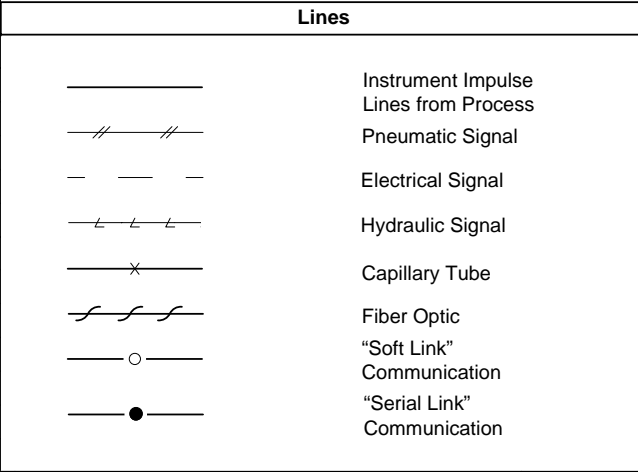 Lines
Instrument Impulse
Lines from Process
Pneumatic Signal
Electrical Signal
Hydraulic Signal
Capillary Tube
Fiber Optic
“Soft Link”
Communication
“Serial Link”
Communication